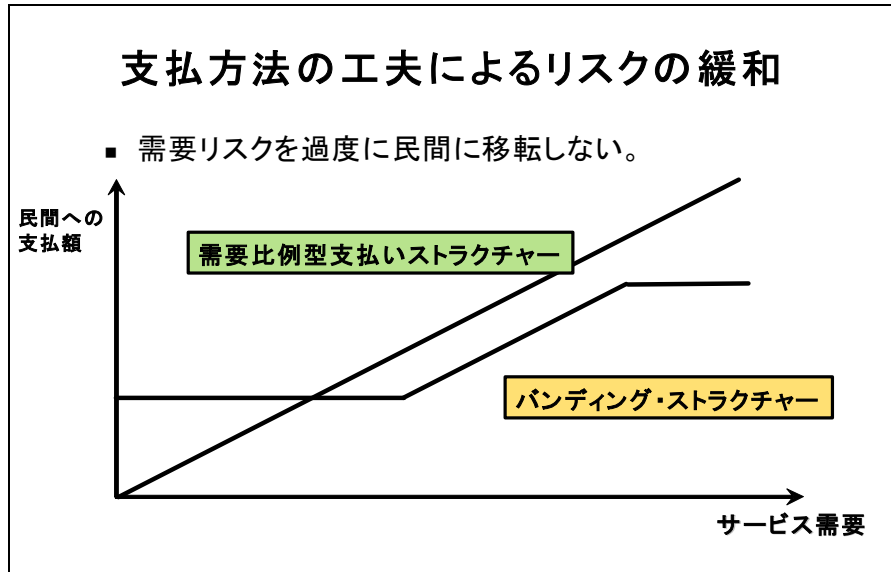 支払方法の工夫によるリスクの緩和
■ 需要リスクを過度に民間に移転しない。
民間への
支払額
需要比例型支払いストラクチャー
バンディング・ストラクチャー
サービス需要